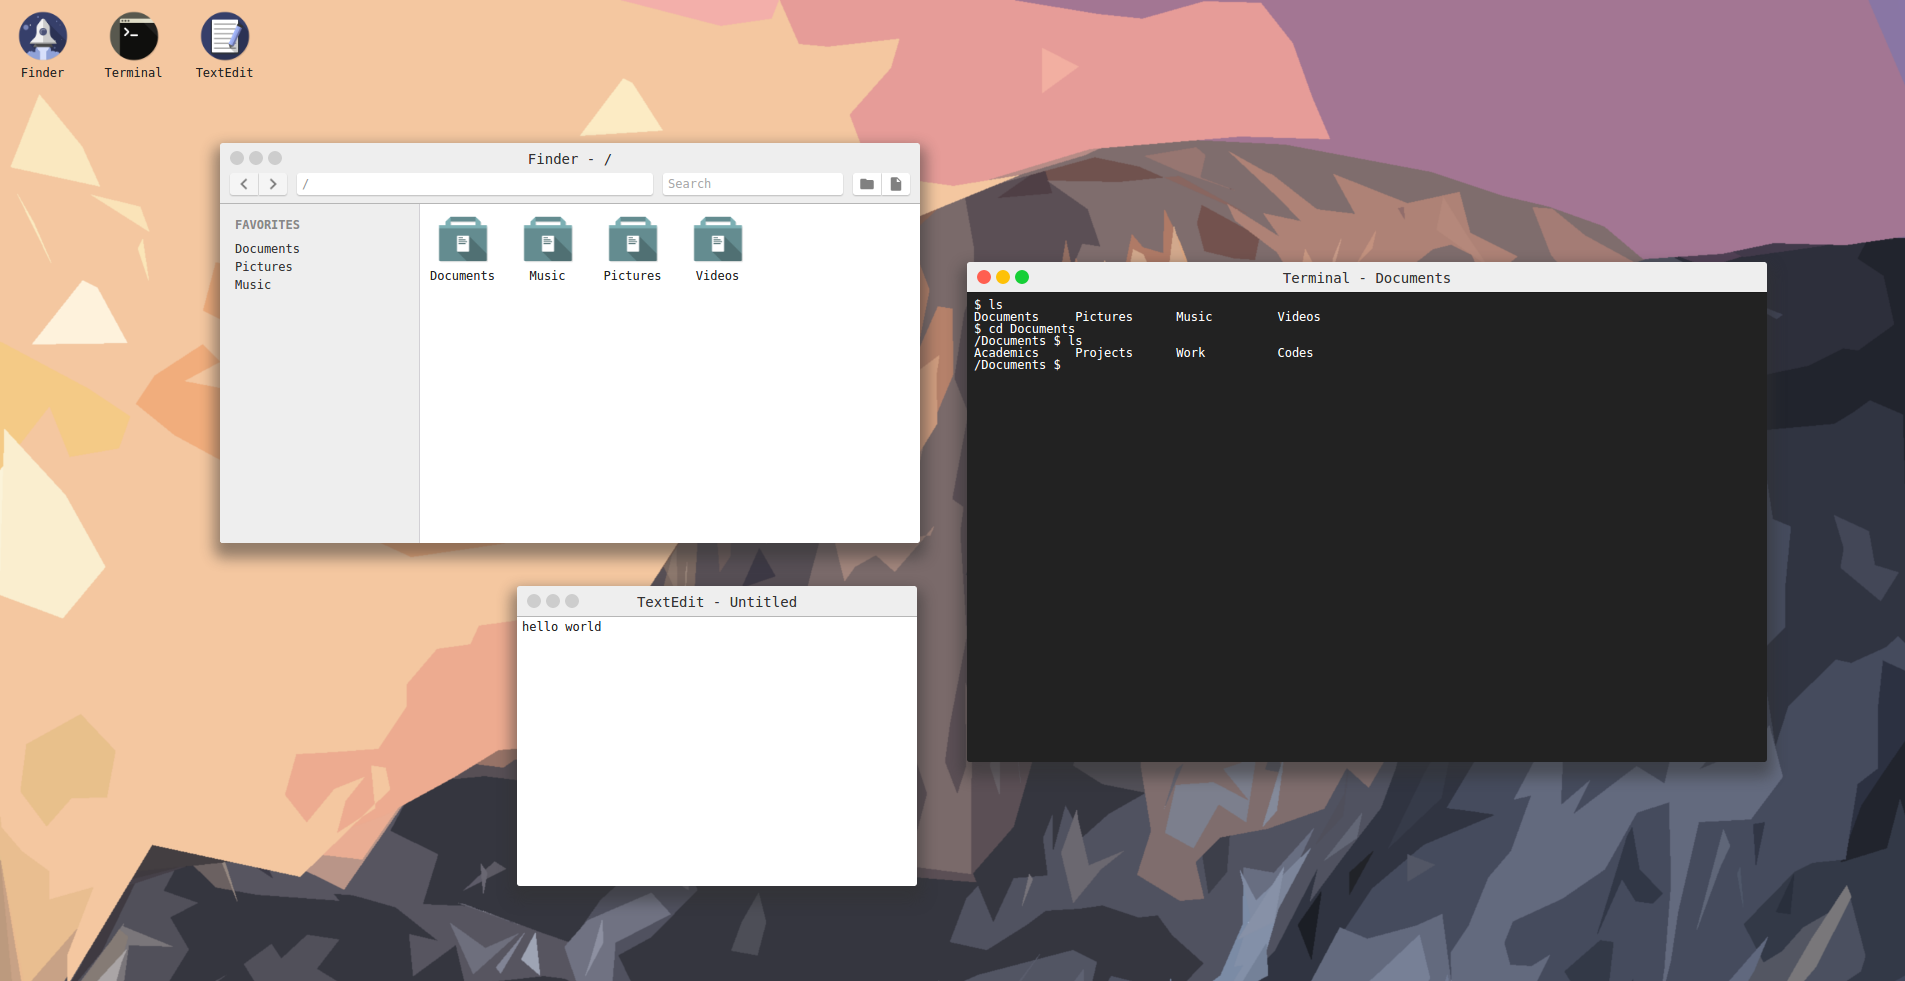 Finder Terminal TextEdit
Finder - /
/ Search
FAVORITES
Documents
Pictures
Music
Documents Music Pictures Videos
Terminal - Documents
$ ls
Documents Pictures Music Videos
$ cd Documents
/Documents $ ls
Academics Projects Work Codes
/Documents $
TextEdit - Untitled
hello world